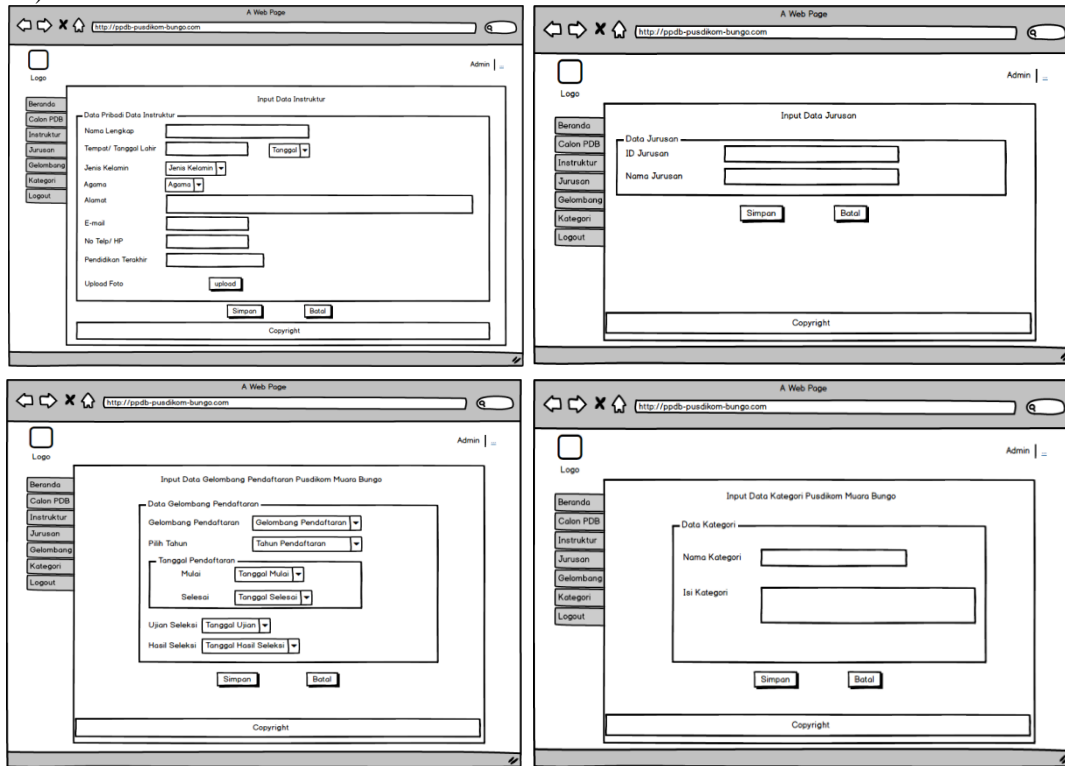 )
A Web Page
http://ppdb-pusdikom-bungo.com
Admin
Logo
Beranda
Calon PDB
Instruktur
Jurusan
Gelombang
Kategori
Logout
Input Data Instruktur
Data Pribadi Data Instruktur
Nama Lengkap
Tempat/ Tanggal Lahir Tanggal
Jenis Kelamin Jenis Kelamin
Agama Agama
Alamat
E-mail
No Telp/ HP
Pendidikan Terakhir
Upload Foto upload
Simpan Batal
Copyright
A Web Page
http://ppdb-pusdikom-bungo.com
Admin
Logo
Beranda
Calon PDB
Instruktur
Jurusan
Gelombang
Kategori
Logout
Input Data Jurusan
Data Jurusan
ID Jurusan
Nama Jurusan
Simpan Batal
Copyright
A Web Page
http://ppdb-pusdikom-bungo.com
Admin
Logo
Beranda
Calon PDB
Instruktur
Jurusan
Gelombang
Kategori
Logout
Input Data Gelombang Pendaftaran Pusdikom Muara Bungo
Data Gelombang Pendaftaran
Gelombang Pendaftaran Gelombang Pendaftaran
Pilih Tahun Tahun Pendaftaran
Tanggal Pendaftaran
Mulai Tanggal Mulai
Selesai Tanggal Selesai
Ujian Seleksi Tanggal Ujian
Hasil Seleksi Tanggal Hasil Seleksi
Simpan Batal
Copyright
A Web Page
http://ppdb-pusdikom-bungo.com
Admin
Logo
Beranda
Calon PDB
Instruktur
Jurusan
Gelombang
Kategori
Logout
Input Data Kategori Pusdikom Muara Bungo
Data Kategori
Nama Kategori
Isi Kategori
Simpan Batal
Copyright